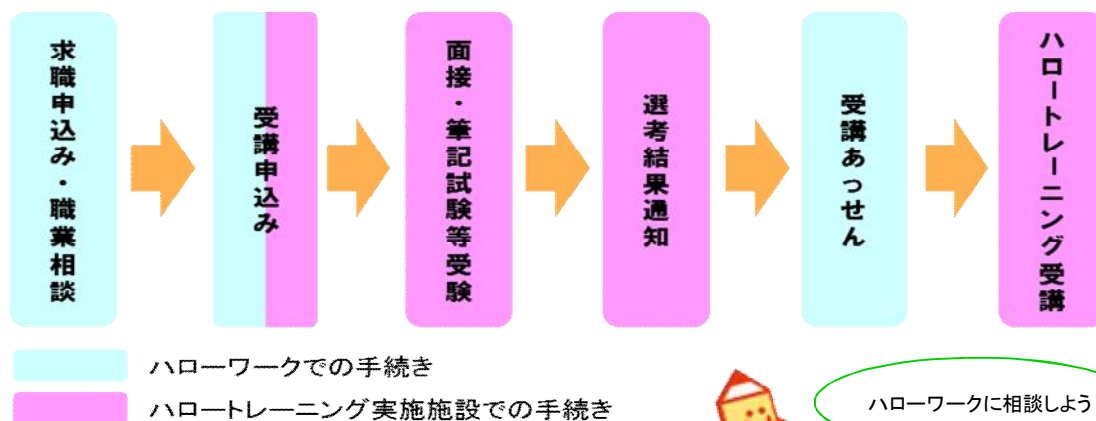 求職申込み・職業相談
受講申込み
面接・筆記試験等受験
選考結果通知
受講あっせん
ハロートレーニング受講
ハローワークでの手続き
ハロートレーニング実施施設での手続き
ハローワークに相談しよう